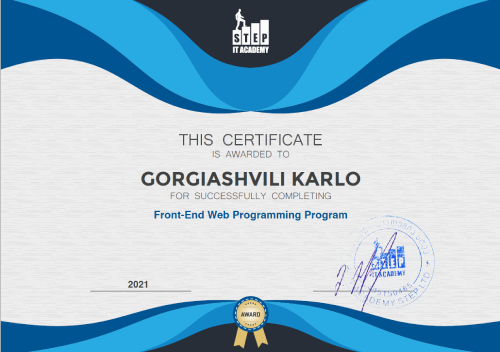 STEP
IT ACADEMY
THIS CERTIFICATE
IS AWARDED TO
GORGIASHVILI KARLO
FOR SUCCESSFULLY COMPLETING
Front-End Web Programming Program
STEP
IT ACADEMY
2021
AWARD